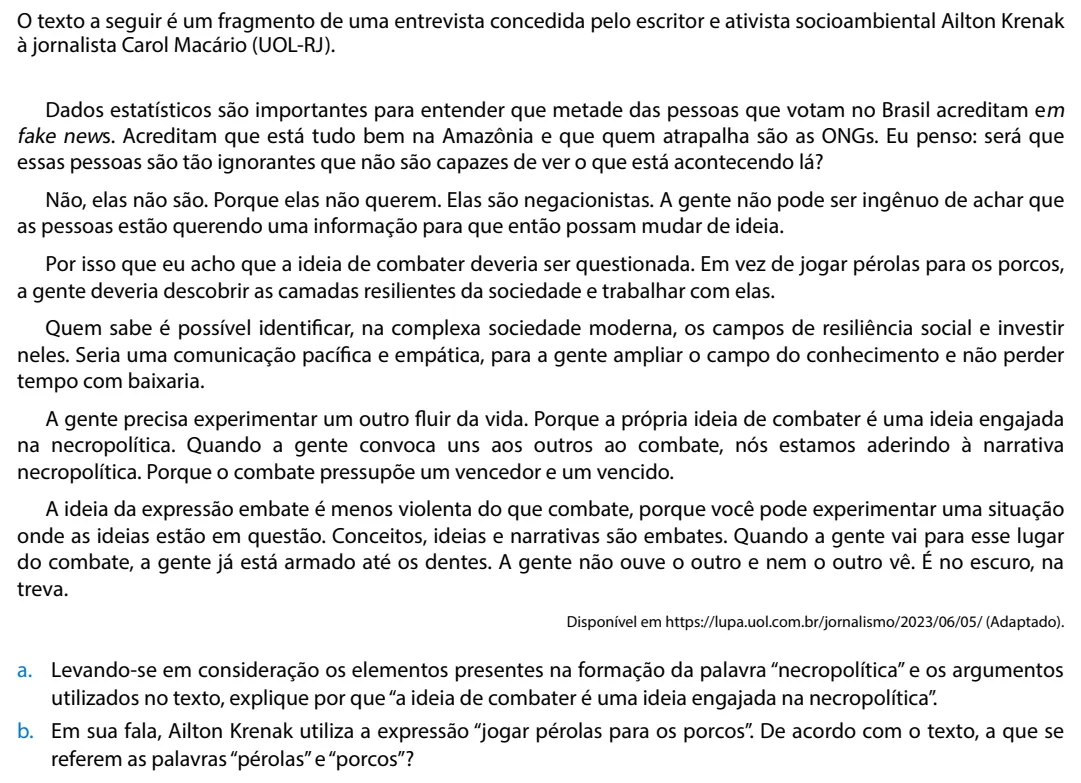 O texto a seguir é um fragmento de uma entrevista concedida pelo escritor e ativista socioambiental Ailton Krenak
à jornalista Carol Macário (UOL-RJ).
Dados estatísticos são importantes para entender que metade das pessoas que votam no Brasil acreditam em
fake news. Acreditam que está tudo bem na Amazônia e que quem atrapalha são as ONGs. Eu penso: será que
essas pessoas são tão ignorantes que não são capazes de ver o que está acontecendo lá?
Não, elas não são. Porque elas não querem. Elas são negacionistas. A gente não pode ser ingênuo de achar que
as pessoas estão querendo uma informação para que então possam mudar de ideia.
Por isso que eu acho que a ideia de combater deveria ser questionada. Em vez de jogar pérolas para os porcos,
a gente deveria descobrir as camadas resilientes da sociedade e trabalhar com elas.
Quem sabe é possível identificar, na complexa sociedade moderna, os campos de resiliência social e investir
neles. Seria uma comunicação pacífica e empática, para a gente ampliar o campo do conhecimento e não perder
tempo com baixaria.
A gente precisa experimentar um outro fluir da vida. Porque a própria ideia de combater é uma ideia engajada
na necropolítica. Quando a gente convoca uns aos outros ao combate, nós estamos aderindo à narrativa
necropolítica. Porque o combate pressupõe um vencedor e um vencido.
A ideia da expressão embate é menos violenta do que combate, porque você pode experimentar uma situação
onde as ideias estão em questão. Conceitos, ideias e narrativas são embates. Quando a gente vai para esse lugar
do combate, a gente já está armado até os dentes. A gente não ouve o outro e nem o outro vê. É no escuro, na
treva.
Disponível em https://lupa.uol.com.br/jornalismo/2023/06/05/ (Adaptado).
a. Levando-se em consideração os elementos presentes na formação da palavra “necropolítica” e os argumentos
utilizados no texto, explique por que “a ideia de combater é uma ideia engajada na necropolítica”.
b. Em sua fala, Ailton Krenak utiliza a expressão “jogar pérolas para os porcos”. De acordo com o texto, a que se
referem as palavras “pérolas” e “porcos”?